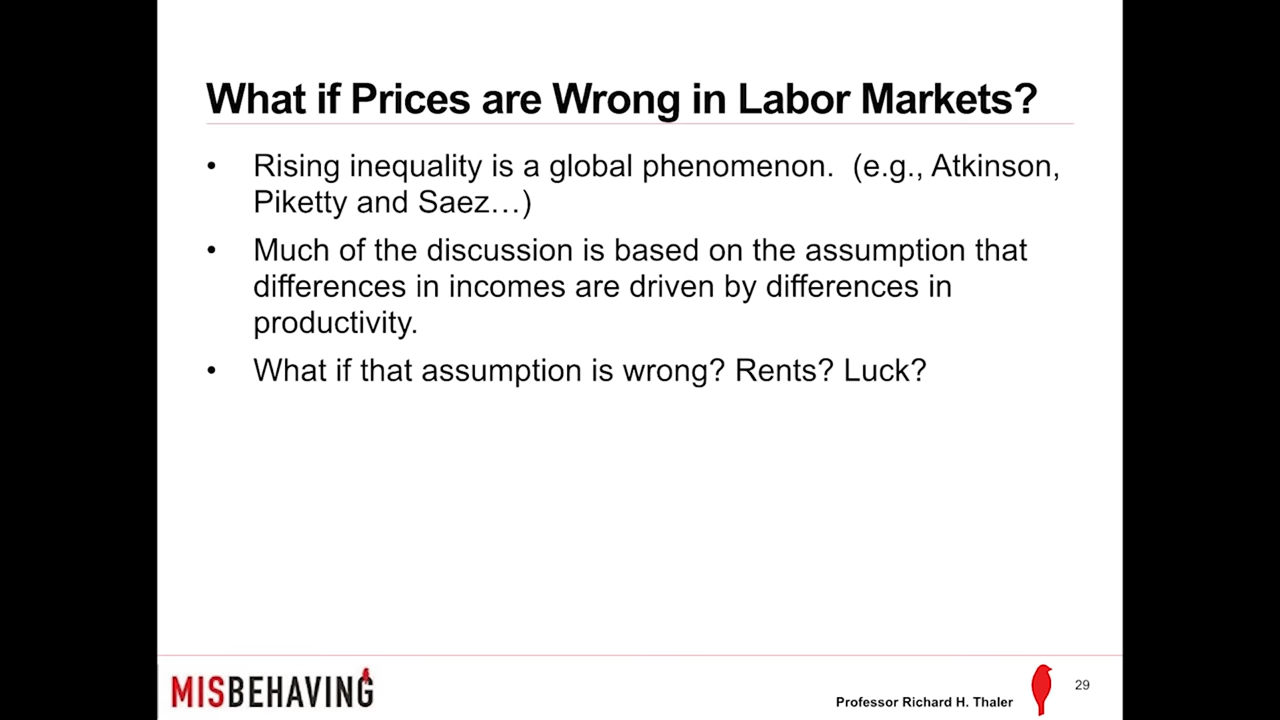 What if Prices are Wrong in Labor Markets?
• Rising inequality is a global phenomenon.  (e.g., Atkinson,
Piketty and Saez…)
• Much of the discussion is based on the assumption that
differences in incomes are driven by differences in
productivity.
• What if that assumption is wrong? Rents? Luck?
MISBEHAVING
Professor Richard H. Thaler
29